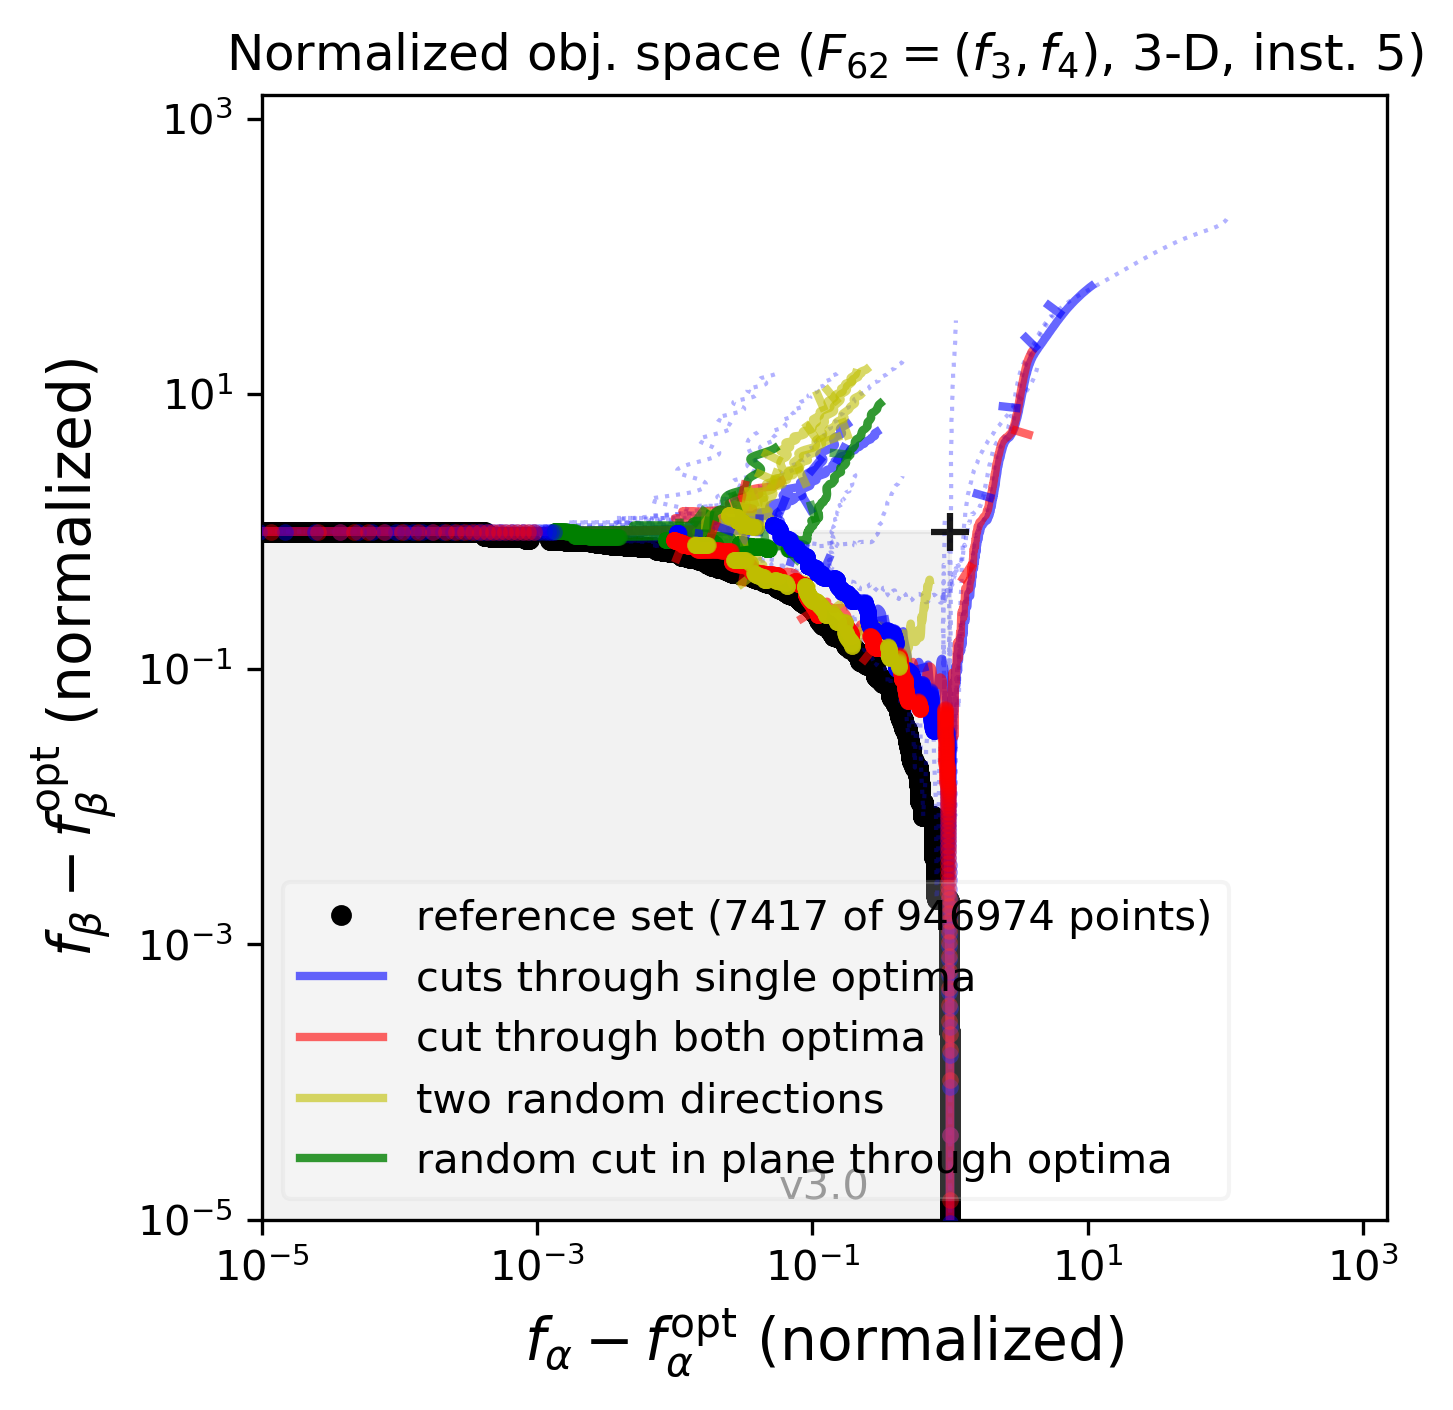 Normalized obj. space (F₆₂ = (f₃, f₄), 3-D, inst. 5)
10³
10¹
10⁻¹
10⁻³
10⁻⁵
f_β − f_β^opt (normalized)
reference set (7417 of 946974 points)
cuts through single optima
cut through both optima
two random directions
random cut in plane through optima
v3.0
10⁻⁵ 10⁻³ 10⁻¹ 10¹ 10³
f_α − f_α^opt (normalized)